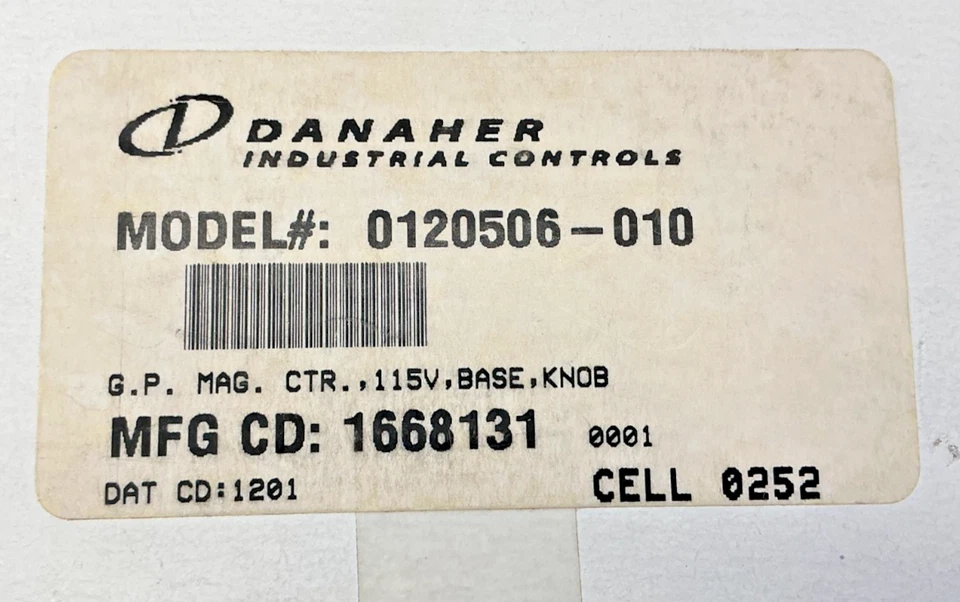 DANAHER
INDUSTRIAL CONTROLS
MODEL#: 0120506-010
G.P. MAG. CTR.,115V,BASE,KNOB
MFG CD: 1668131 0001
DAT CD:1201 CELL 0252